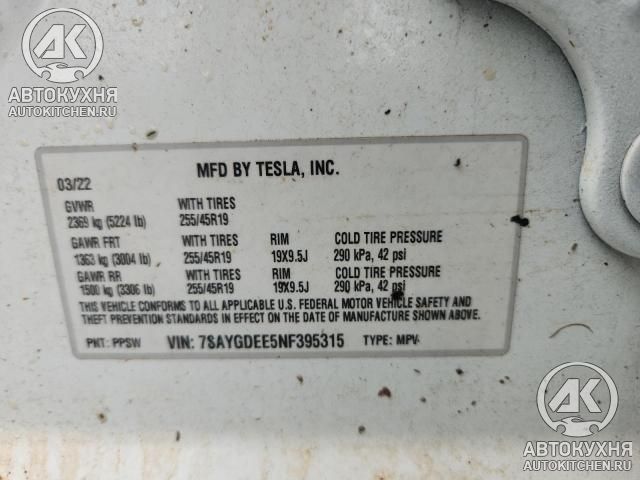 АК
АВТОКУХНЯ
AUTOKITCHEN.RU
MFD BY TESLA, INC.
03/22
GVWR WITH TIRES
2369 kg (5224 lb) 255/45R19
GAWR FRT WITH TIRES RIM COLD TIRE PRESSURE
1363 kg (3004 lb) 255/45R19 19X9.5J 290 kPa, 42 psi
GAWR RR WITH TIRES RIM COLD TIRE PRESSURE
1500 kg (3306 lb) 255/45R19 19X9.5J 290 kPa, 42 psi
THIS VEHICLE CONFORMS TO ALL APPLICABLE U.S. FEDERAL MOTOR VEHICLE SAFETY AND
THEFT PREVENTION STANDARDS IN EFFECT ON THE DATE OF MANUFACTURE SHOWN ABOVE.
PNT: PPSW VIN: 7SAYGDEE5NF395315 TYPE: MPV
АК
АВТОКУХНЯ
AUTOKITCHEN.RU